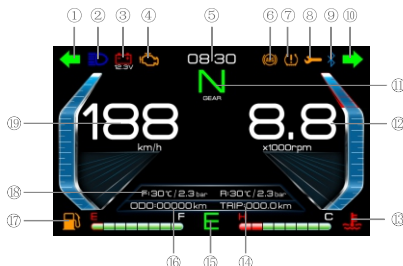 ① ② ③ ④ ⑤ ⑥ ⑦ ⑧ ⑨ ⑩
12.3V
08:30
N
GEAR
⑪
⑲ 188 8.8 ⑫
km/h x1000rpm
⑱ F:30℃/2.3bar R:30℃/2.3bar
ODO:00000km TRIP:000.0km
⑰ E F E H C ⑬
⑯ ⑮ ⑭